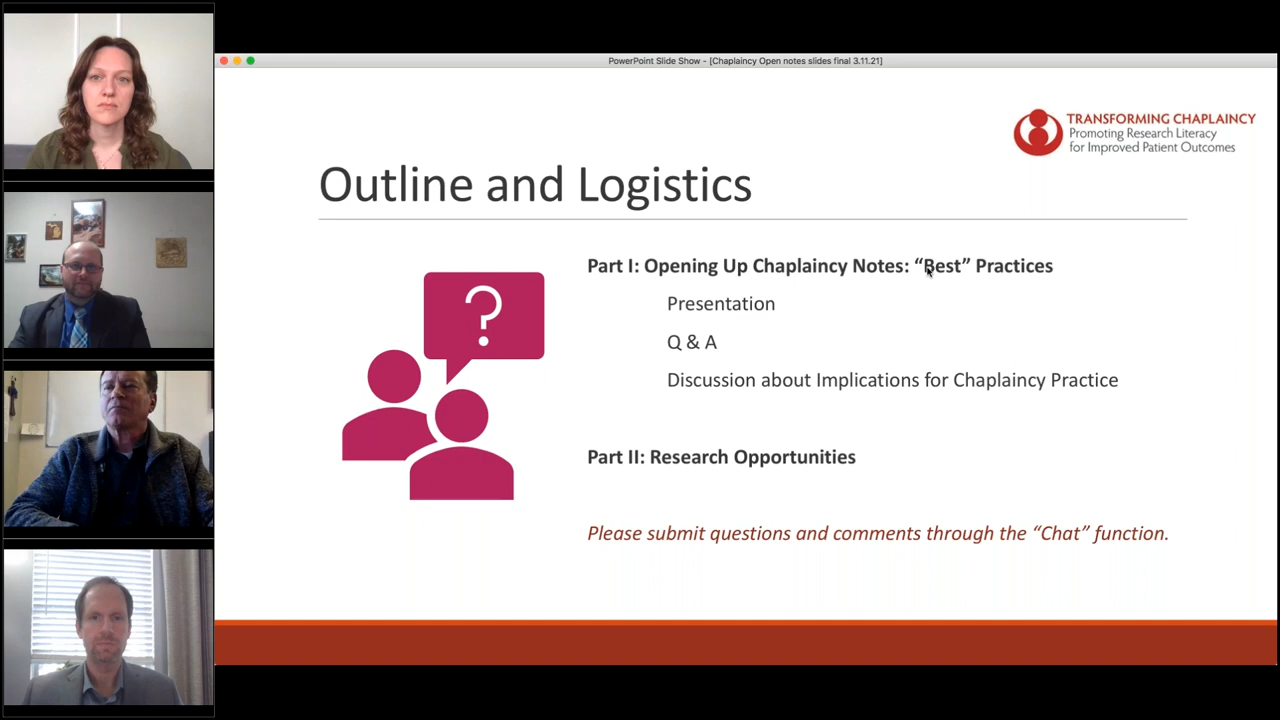 PowerPoint Slide Show - [Chaplaincy Open notes slides final 3.11.21]
TRANSFORMING CHAPLAINCY
Promoting Research Literacy
for Improved Patient Outcomes
Outline and Logistics
?
Part I: Opening Up Chaplaincy Notes: “Best” Practices
Presentation
Q & A
Discussion about Implications for Chaplaincy Practice
Part II: Research Opportunities
Please submit questions and comments through the “Chat” function.